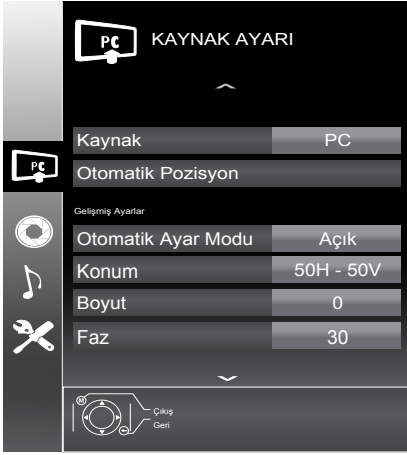 PC KAYNAK AYARI
Kaynak PC
PC
Otomatik Pozisyon
Gelişmiş Ayarlar
Otomatik Ayar Modu Açık
Konum 50H - 50V
Boyut 0
Faz 30
M
Çıkış
Geri